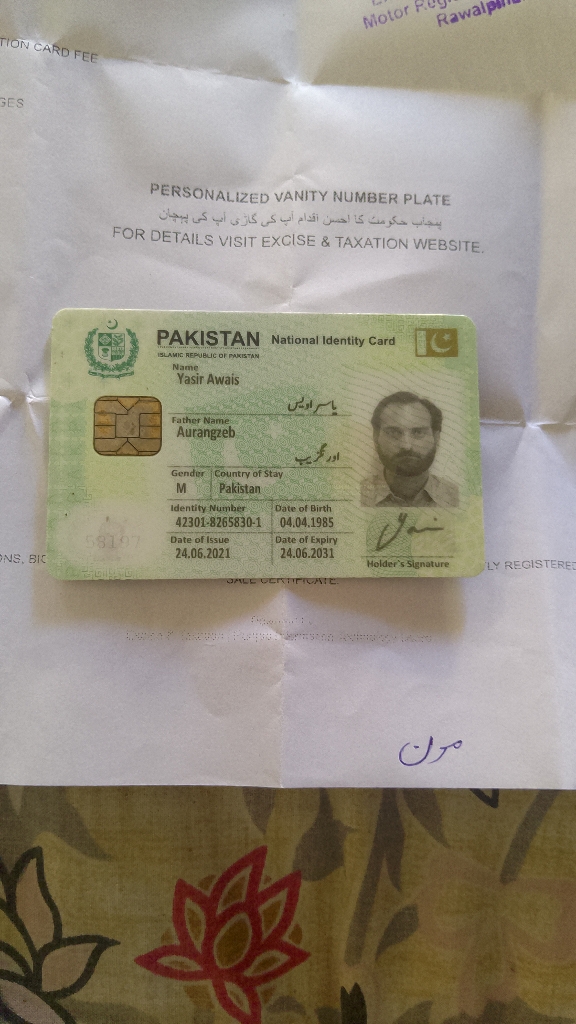 Motor
Rawalpin
TION CARD FEE
GES
PERSONALIZED VANITY NUMBER PLATE
پنجاب حکومت کا احسن اقدام آپ کی گاڑی آپ کی پہچان
FOR DETAILS VISIT EXCISE & TAXATION WEBSITE.
PAKISTAN National Identity Card
ISLAMIC REPUBLIC OF PAKISTAN
Name
Yasir Awais
یاسر اویس
Father Name
Aurangzeb
اورنگزیب
Gender Country of Stay
M Pakistan
Identity Number Date of Birth
42301-8265830-1 04.04.1985
Date of Issue Date of Expiry
24.06.2021 24.06.2031
Holder's Signature
ONS, BIO
LY REGISTERED
SALE CERTIFICATE.